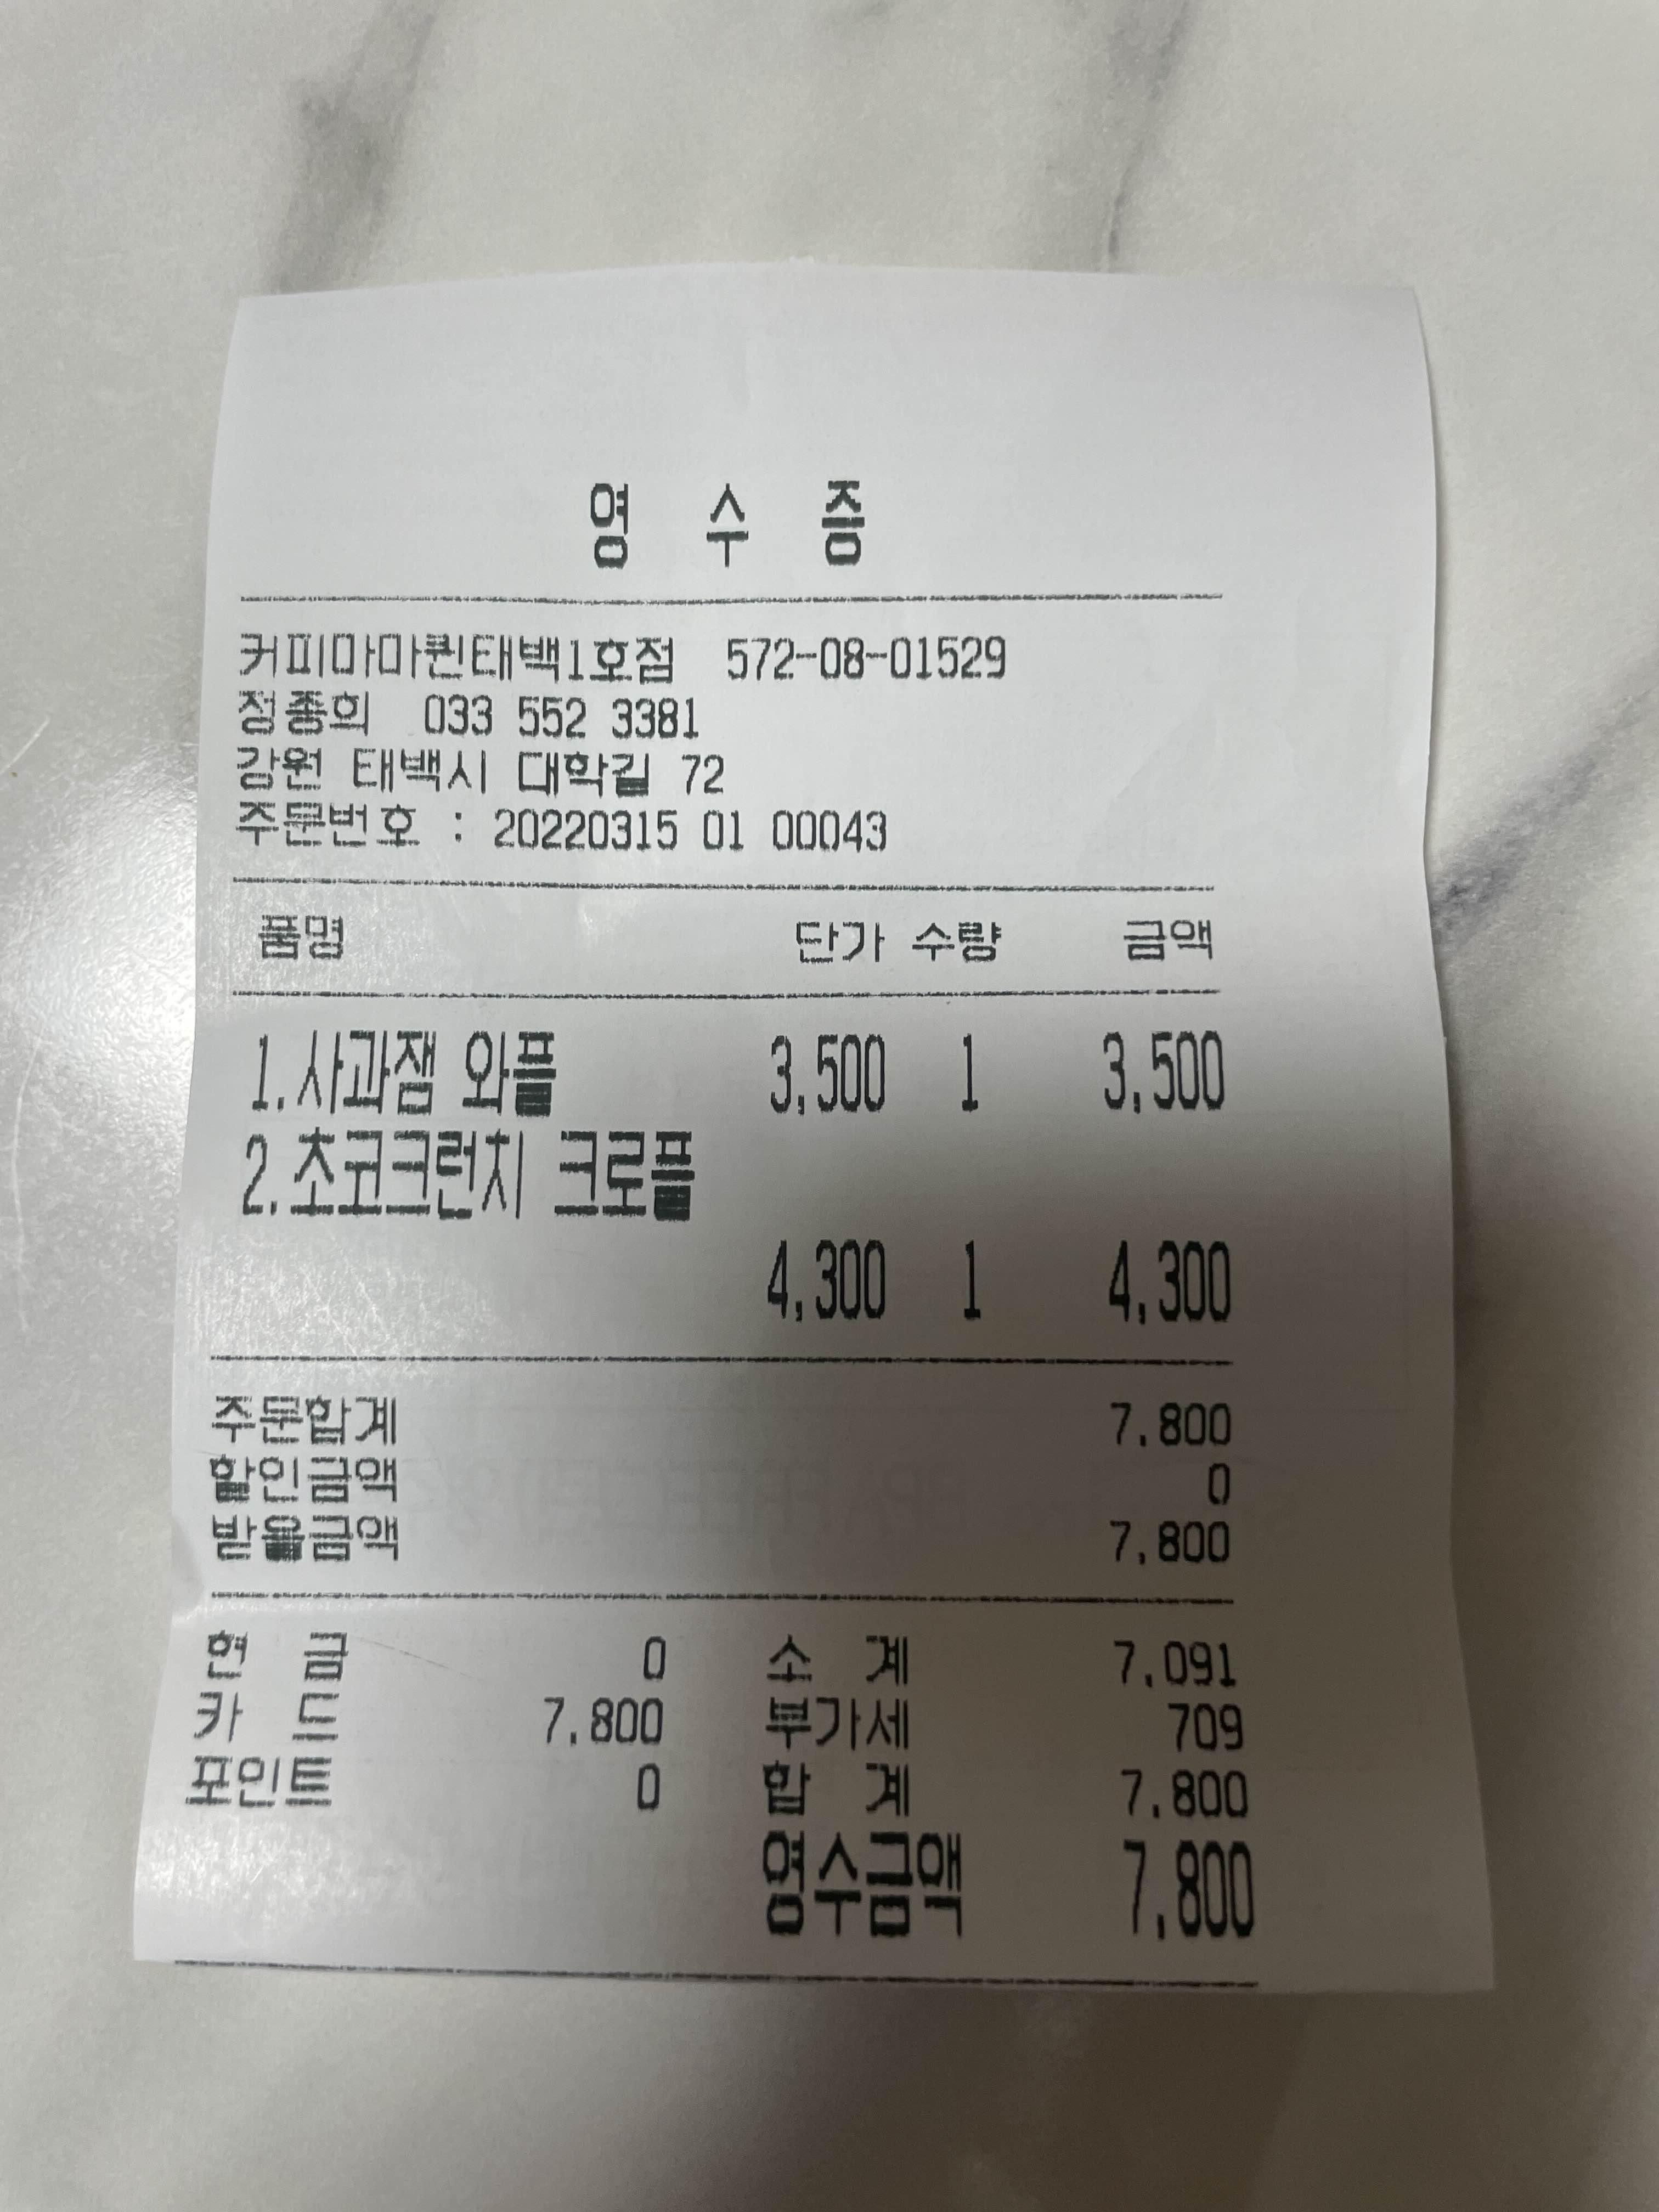 영 수 증
커피마마퀸태백1호점 572-08-01529
정종희 033 552 3381
강원 태백시 대학길 72
주문번호 : 20220315 01 00043
품명 단가 수량 금액
1.사과잼 와플 3,500 1 3,500
2.초코크런치 크로플
4,300 1 4,300
주문합계 7,800
할인금액 0
받을금액 7,800
현 금 0 소 계 7,091
카 드 7,800 부가세 709
포인트 0 합 계 7,800
영수금액 7,800